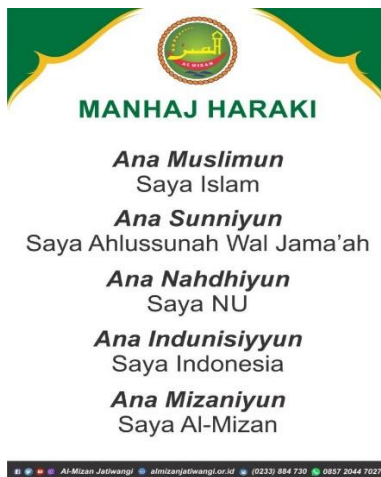 AL MIZAN
MANHAJ HARAKI
Ana Muslimun
Saya Islam
Ana Sunniyun
Saya Ahlussunah Wal Jama'ah
Ana Nahdhiyun
Saya NU
Ana Indunisiyyun
Saya Indonesia
Ana Mizaniyun
Saya Al-Mizan
Al-Mizan Jatiwangi almizanjatiwangi.or.id (0233) 884 730 0857 2044 7027